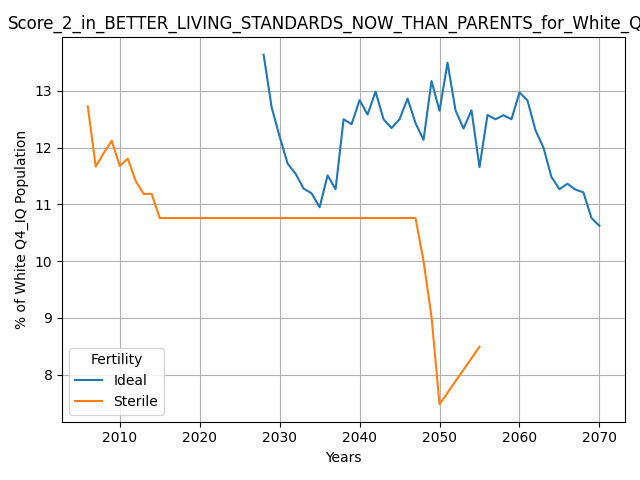 Score_2_in_BETTER_LIVING_STANDARDS_NOW_THAN_PARENTS_for_White_Q
% of White Q4_IQ Population
13
12
11
10
9
8
Fertility
Ideal
Sterile
2010 2020 2030 2040 2050 2060 2070
Years